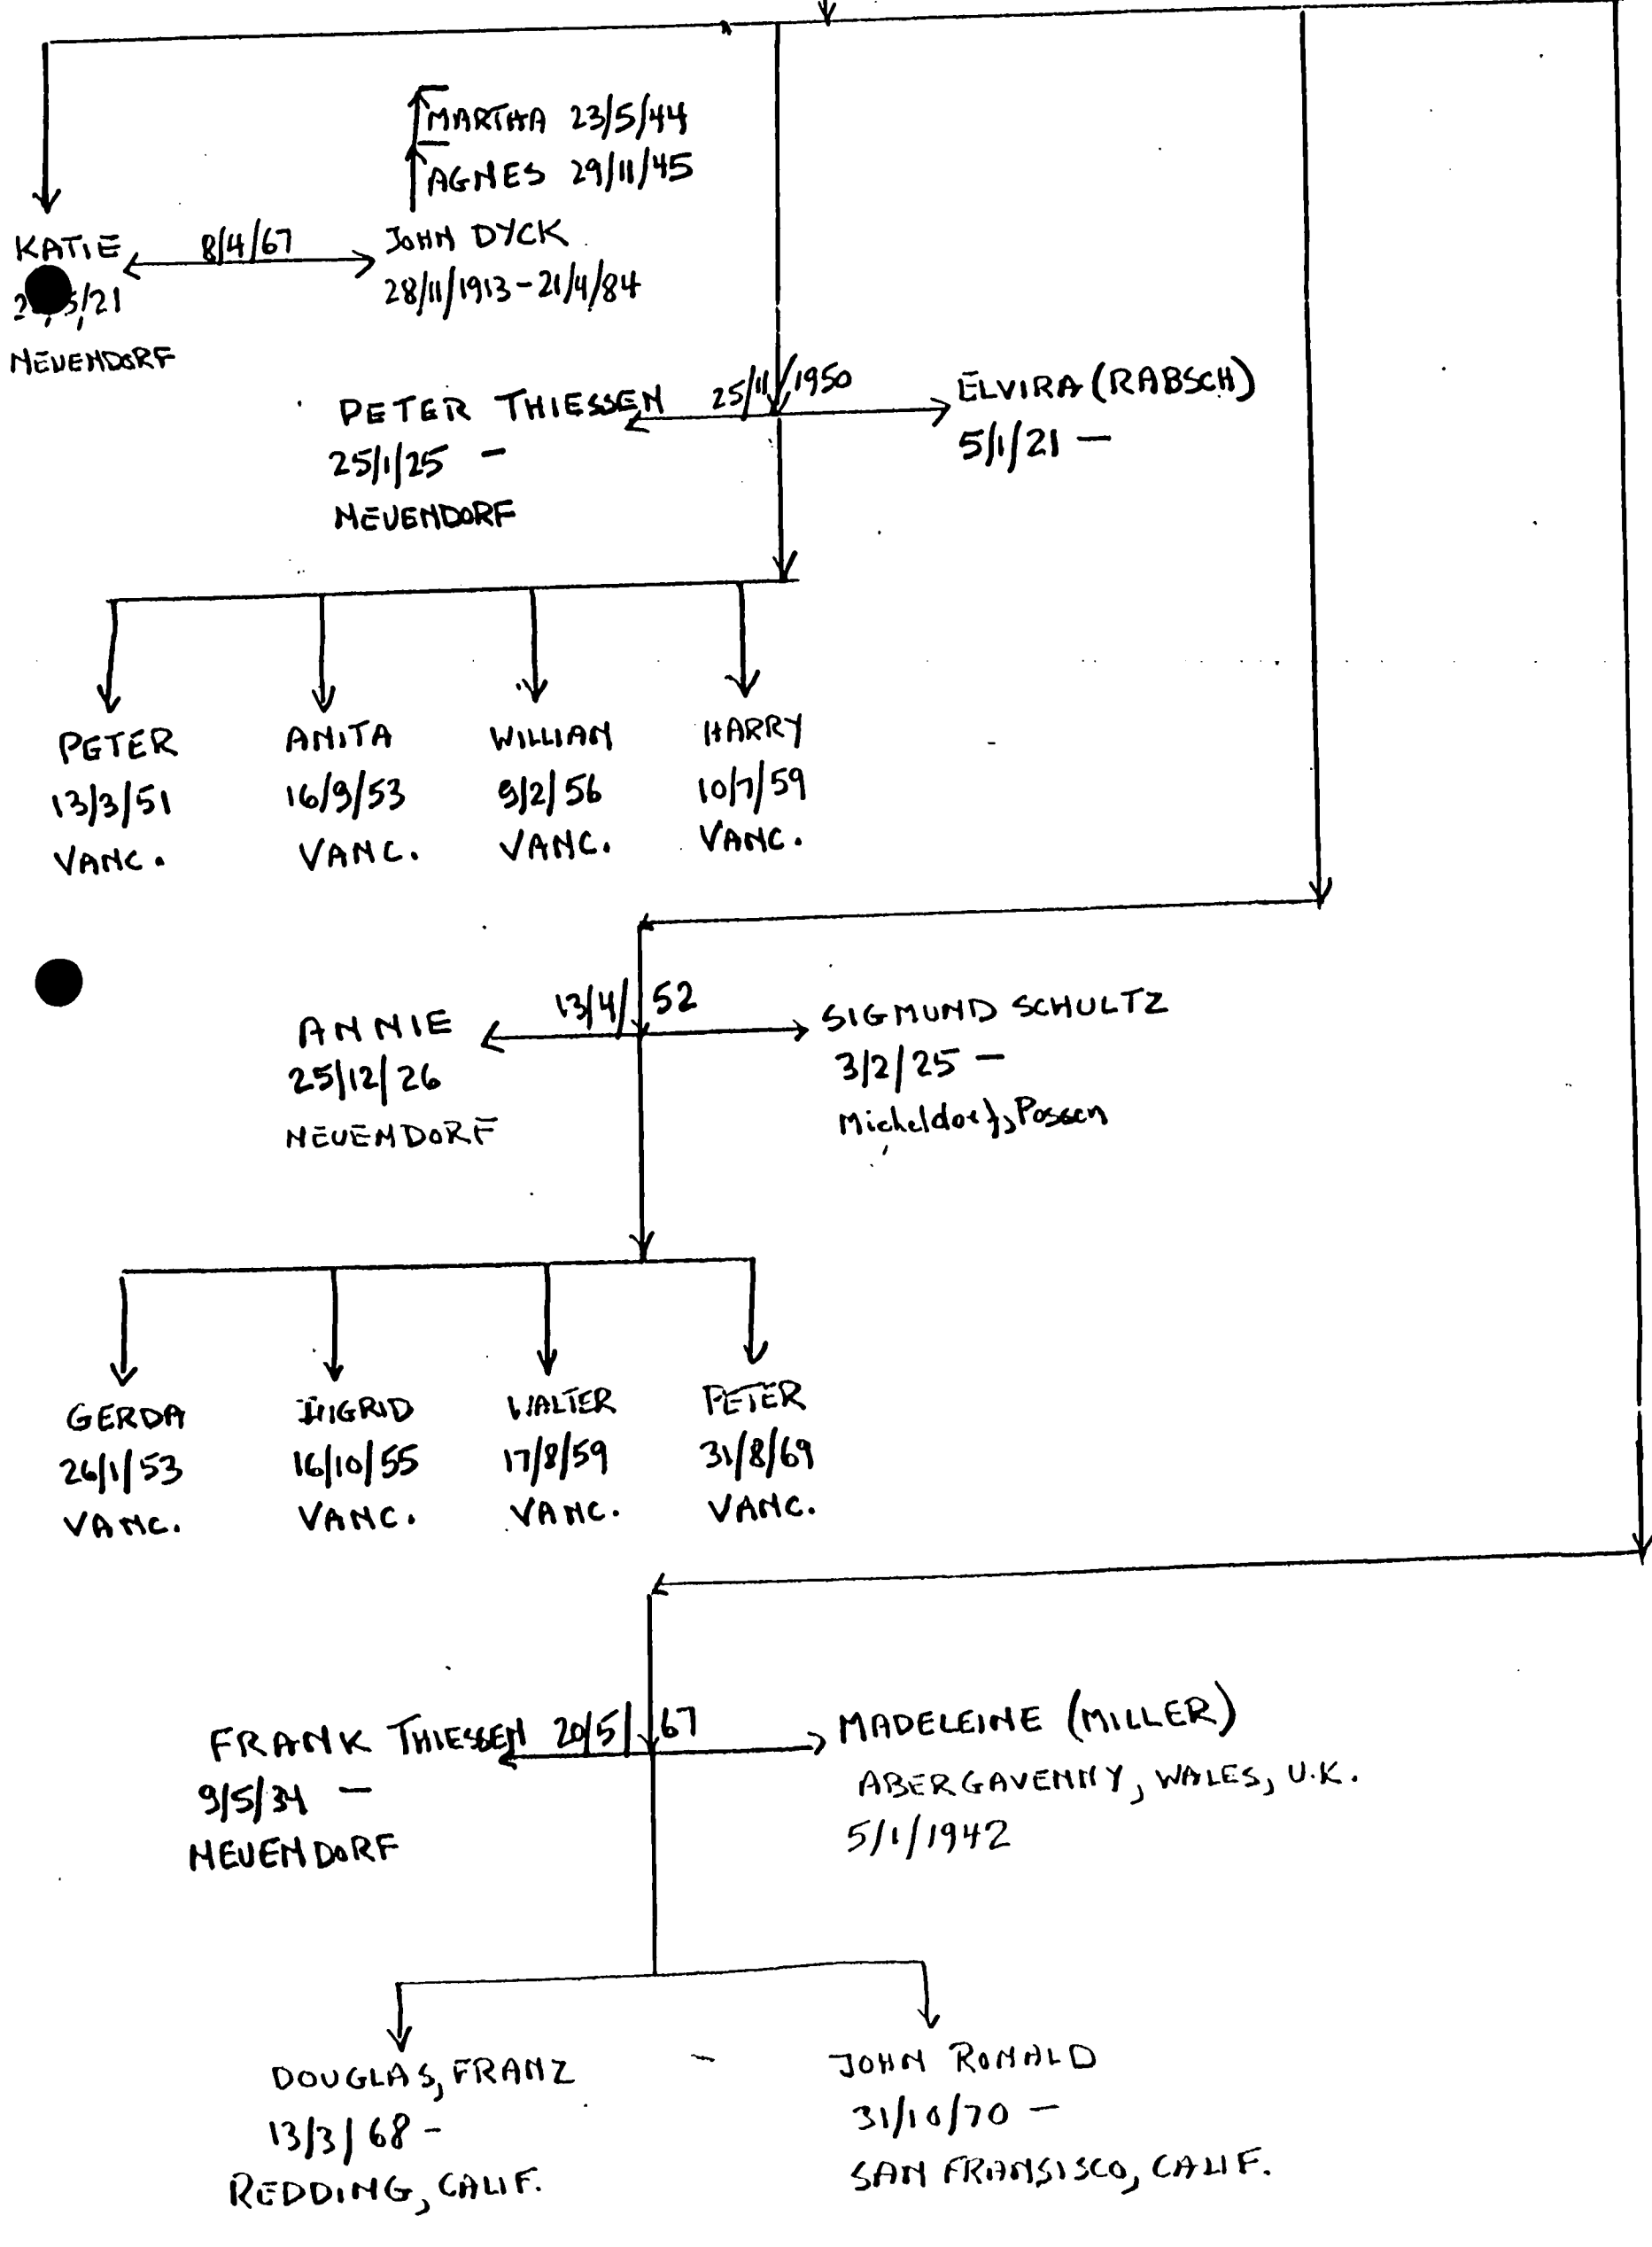 MARTHA 23/5/44
AGNES 29/11/45
KATIE 8/4/67 JOHN DYCK
/21 28/11/1913-21/4/84
NEUENDORF
PETER THIESSEN 25/11/1950 ELVIRA (RABSCH)
25/1/25 - 5/1/21 -
NEUENDORF
PETER ANITA WILLIAM HARRY
13/3/51 16/9/53 9/2/56 10/7/59
VANC. VANC. VANC. VANC.
ANNIE 13/4/52 SIGMUND SCHULTZ
25/12/26 3/2/25 -
NEUENDORF Micheldorf, Possen
GERDA INGRID WALTER PETER
26/1/53 16/10/55 17/8/59 31/8/69
VANC. VANC. VANC. VANC.
FRANK THIESSEN 20/5/67 MADELEINE (MILLER)
9/5/34 - ABERGAVENNY, WALES, U.K.
NEUENDORF 5/1/1942
DOUGLAS, FRANZ - JOHN RONALD
13/3/68 - 31/10/70 -
REDDING, CALIF. SAN FRANSISCO, CALIF.